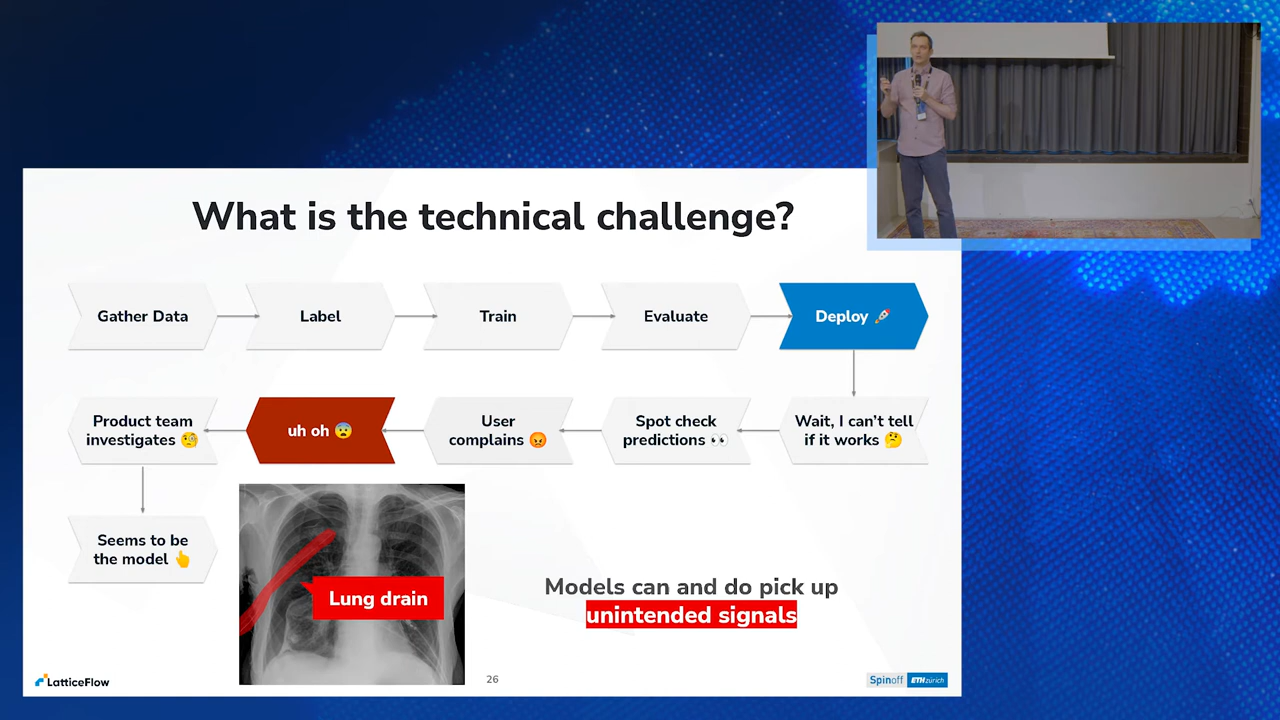 What is the technical challenge?
Gather Data
Label
Train
Evaluate
Deploy 🚀
Product team
investigates 🧐
uh oh 😨
User
complains 😡
Spot check
predictions 👀
Wait, I can't tell
if it works 🤔
Seems to be
the model 👆
Lung drain
Models can and do pick up
unintended signals
LatticeFlow
26
Spinoff ETH zürich